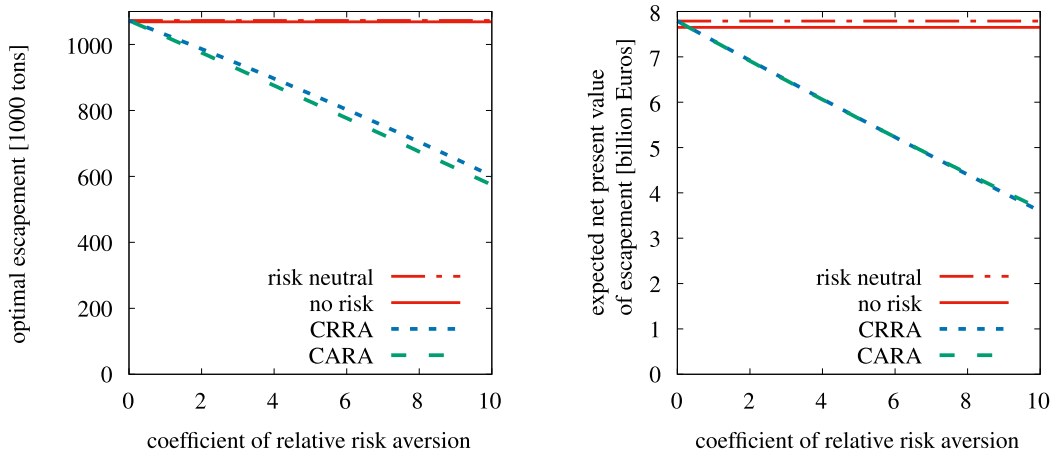 optimal escapement [1000 tons]
1000
800
600
400
200
0
0 2 4 6 8 10
coefficient of relative risk aversion
risk neutral
no risk
CRRA
CARA
expected net present value
of escapement [billion Euros]
8
7
6
5
4
3
2
1
0
0 2 4 6 8 10
coefficient of relative risk aversion
risk neutral
no risk
CRRA
CARA